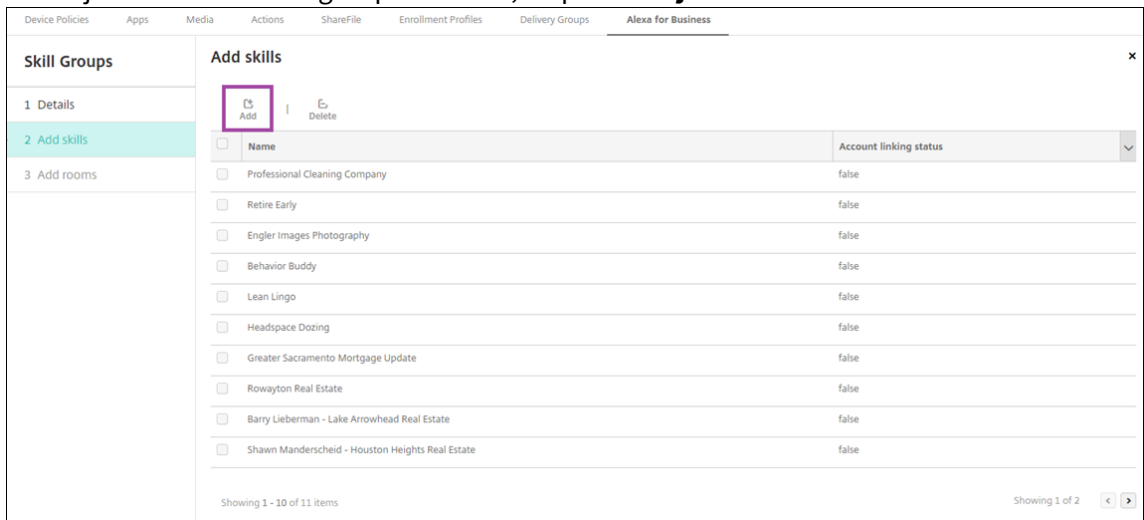 Device Policies Apps Media Actions ShareFile Enrollment Profiles Delivery Groups Alexa for Business
Skill Groups
1 Details
2 Add skills
3 Add rooms
Add skills
Add | Delete
Name Account linking status
Professional Cleaning Company false
Retire Early false
Engler Images Photography false
Behavior Buddy false
Lean Lingo false
Headspace Dozing false
Greater Sacramento Mortgage Update false
Rowayton Real Estate false
Barry Lieberman - Lake Arrowhead Real Estate false
Shawn Manderscheid - Houston Heights Real Estate false
Showing 1 - 10 of 11 items Showing 1 of 2 < >